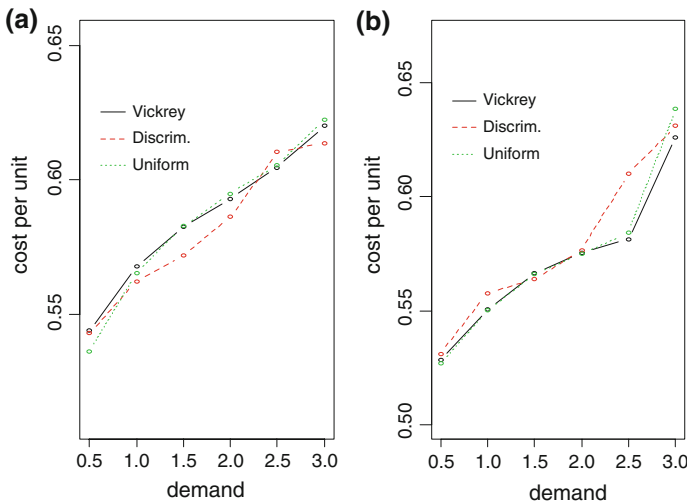 (a)
cost per unit
0.65
0.60
0.55
Vickrey
Discrim.
Uniform
0.5 1.0 1.5 2.0 2.5 3.0
demand
(b)
cost per unit
0.65
0.60
0.55
0.50
Vickrey
Discrim.
Uniform
0.5 1.0 1.5 2.0 2.5 3.0
demand